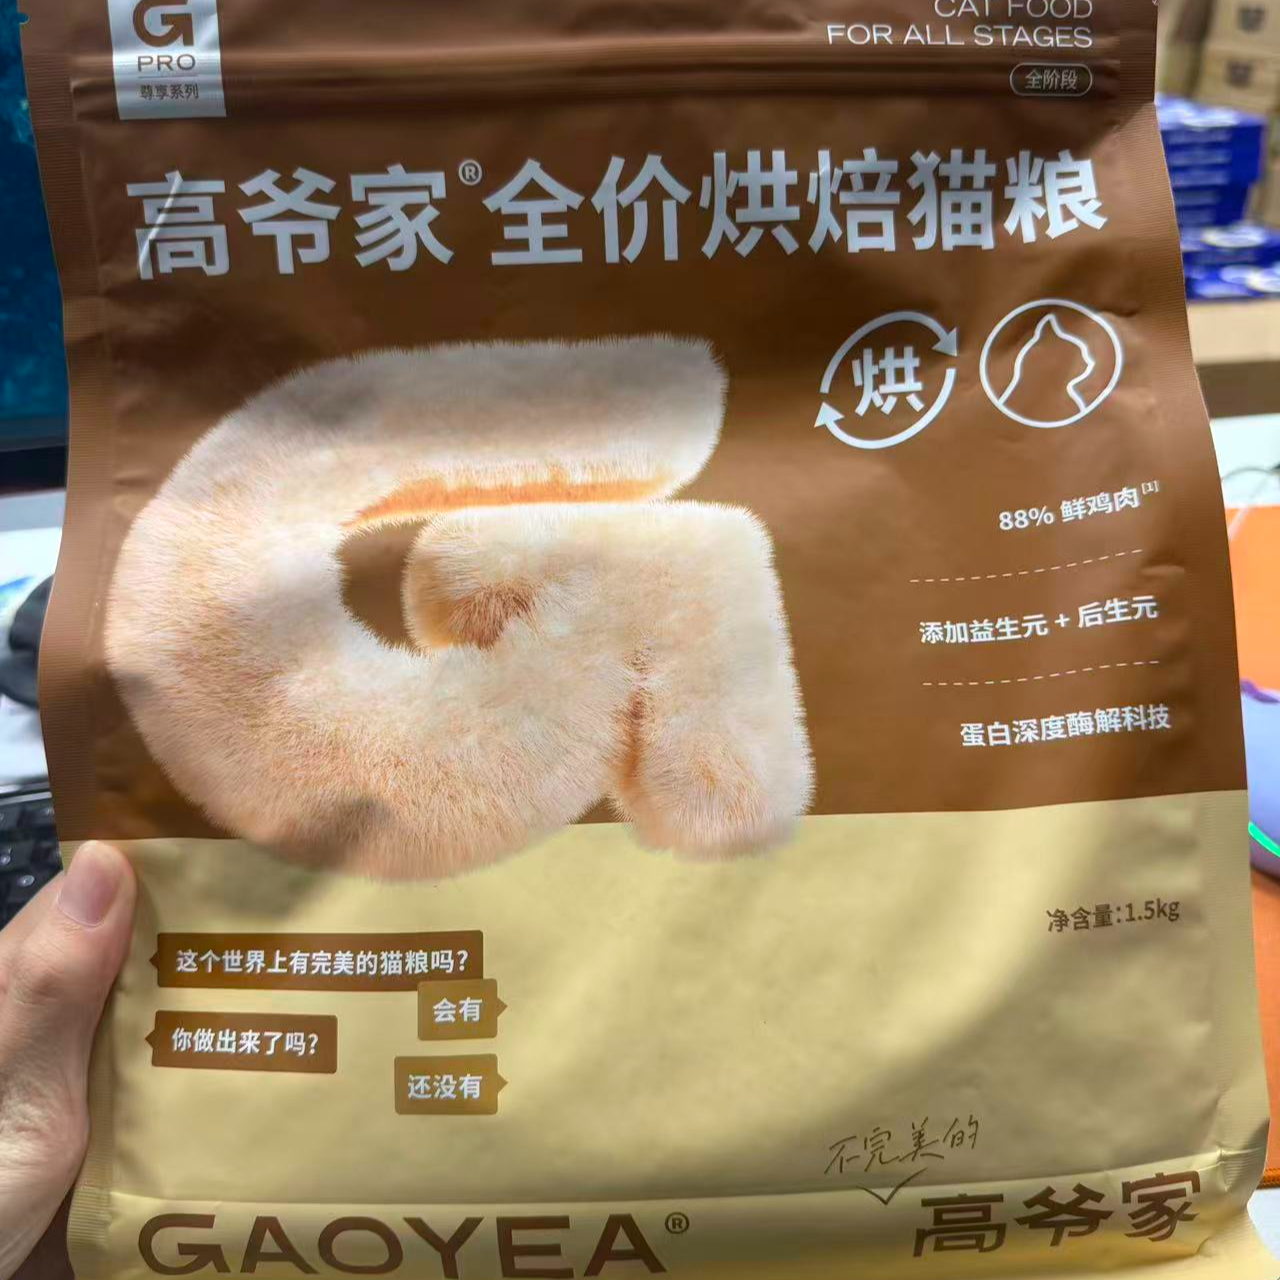 G
PRO
尊享系列
CAT FOOD
FOR ALL STAGES
全阶段
高爷家®全价烘焙猫粮
烘
88% 鲜鸡肉[1]
添加益生元 + 后生元
蛋白深度酶解科技
净含量:1.5kg
这个世界上有完美的猫粮吗?
会有
你做出来了吗?
还没有
不完美的
GAOYEA®
高爷家